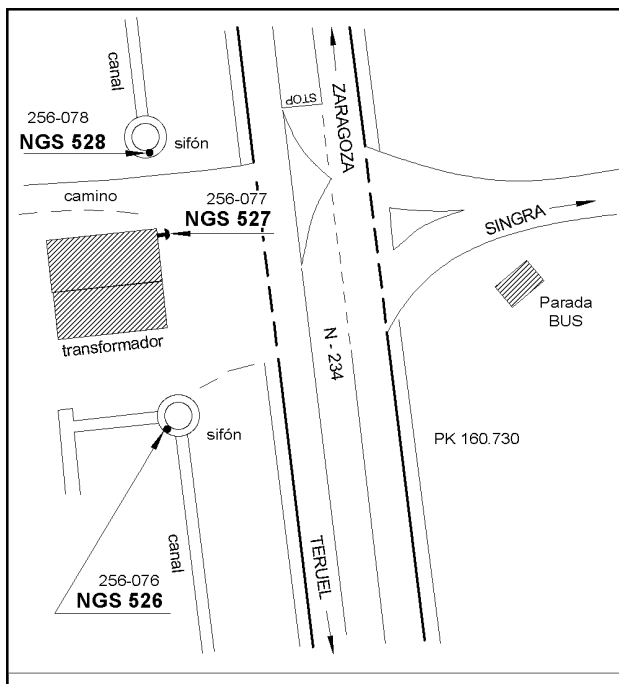 canal
256-078
NGS 528
sifón
STOP
ZARAGOZA
camino
256-077
NGS 527
SINGRA
Parada
BUS
transformador
N - 234
sifón
PK 160.730
canal
TERUEL
256-076
NGS 526